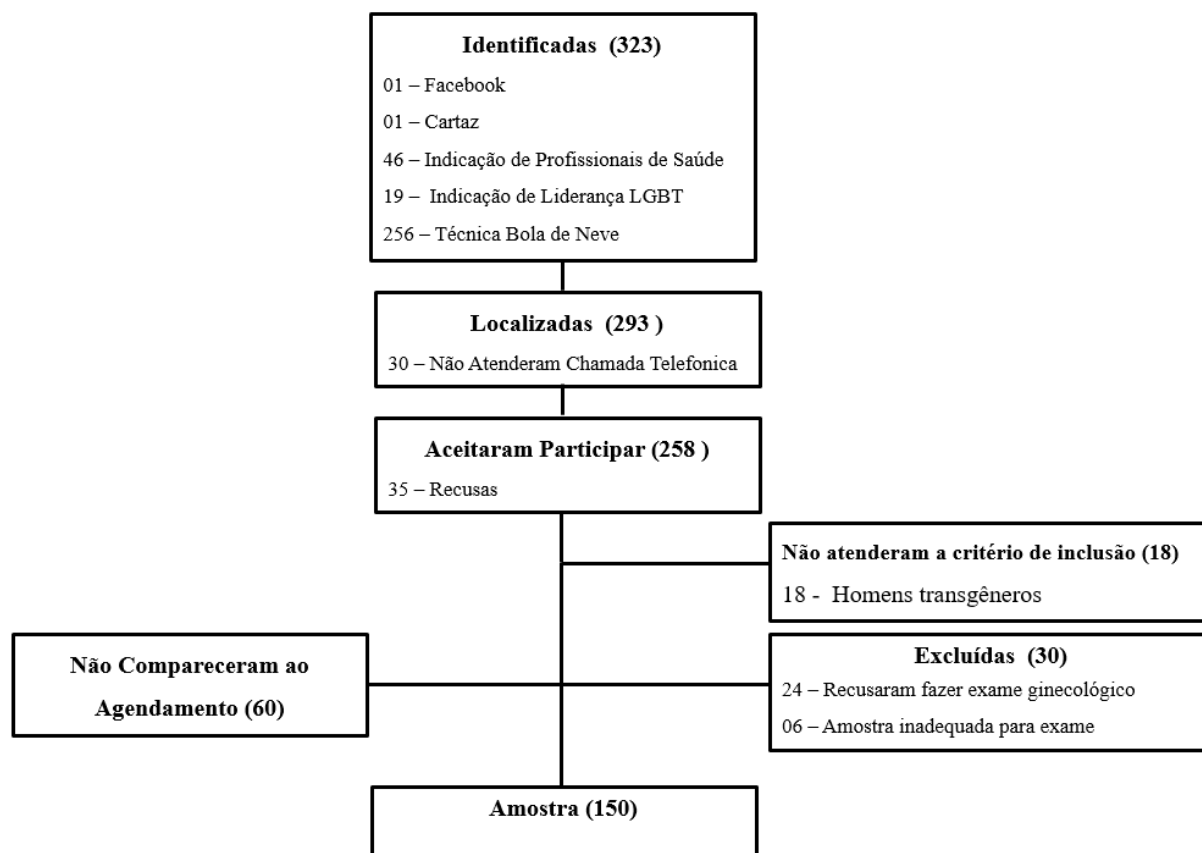 Identificadas (323)
01 – Facebook
01 – Cartaz
46 – Indicação de Profissionais de Saúde
19 – Indicação de Liderança LGBT
256 – Técnica Bola de Neve
Localizadas (293 )
30 – Não Atenderam Chamada Telefonica
Aceitaram Participar (258 )
35 – Recusas
Não atenderam a critério de inclusão (18)
18 - Homens transgêneros
Não Compareceram ao
Agendamento (60)
Excluídas (30)
24 – Recusaram fazer exame ginecológico
06 – Amostra inadequada para exame
Amostra (150)